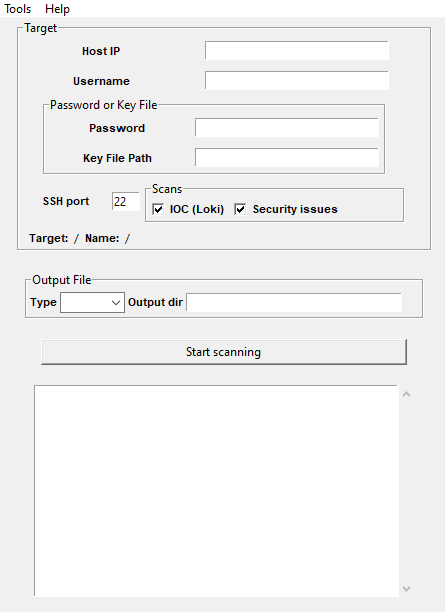 Tools Help
Target
Host IP
Username
Password or Key File
Password
Key File Path
Scans
SSH port 22 IOC (Loki) Security issues
Target: / Name: /
Output File
Type Output dir
Start scanning